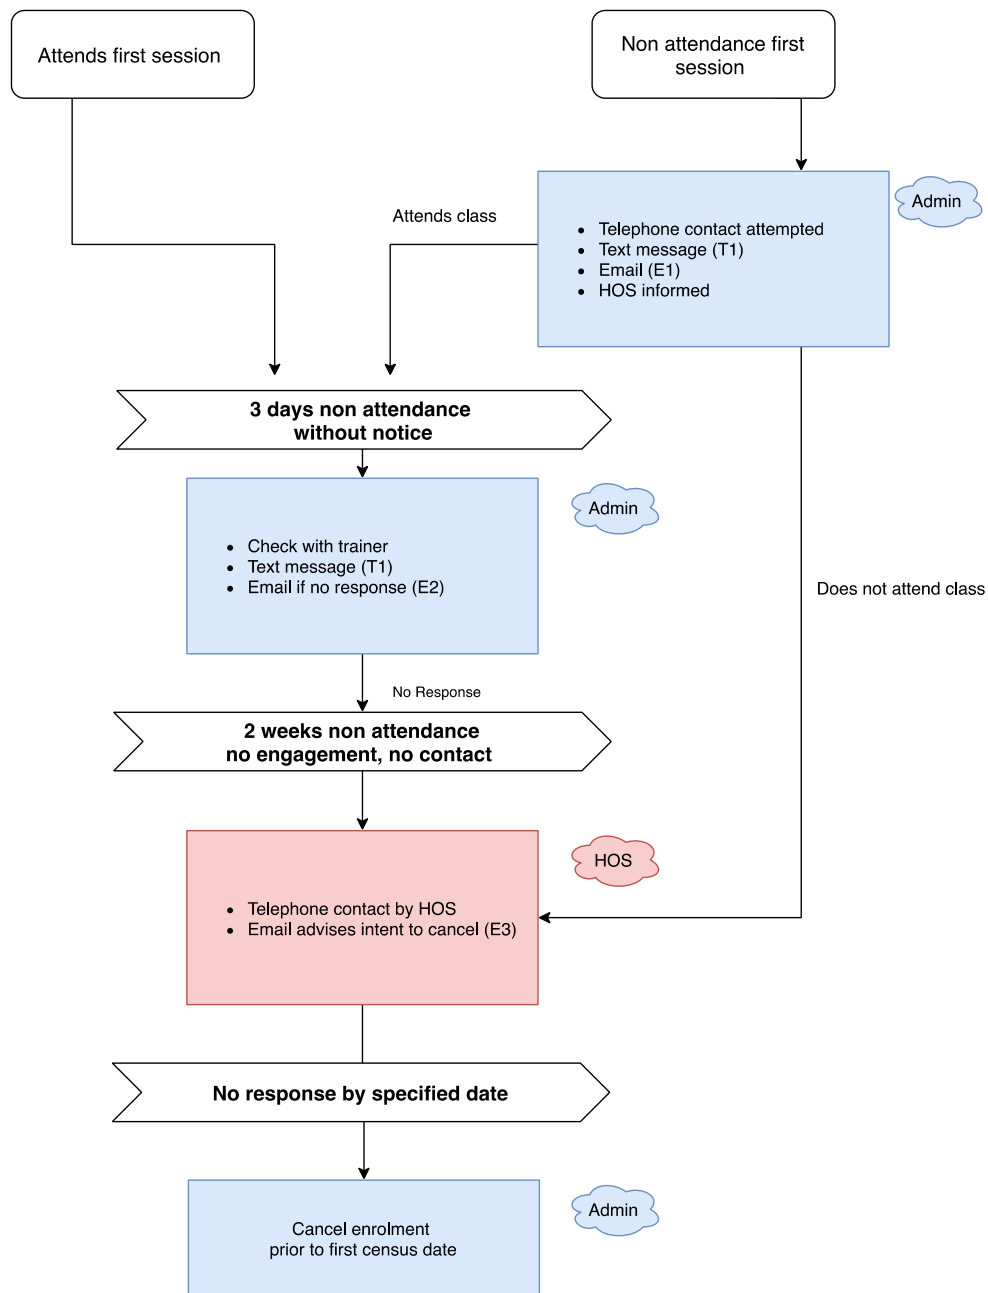 Attends first session
Non attendance first
session
Admin
• Telephone contact attempted
• Text message (T1)
• Email (E1)
• HOS informed
Attends class
3 days non attendance
without notice
Admin
• Check with trainer
• Text message (T1)
• Email if no response (E2)
Does not attend class
No Response
2 weeks non attendance
no engagement, no contact
HOS
• Telephone contact by HOS
• Email advises intent to cancel (E3)
No response by specified date
Admin
Cancel enrolment
prior to first census date